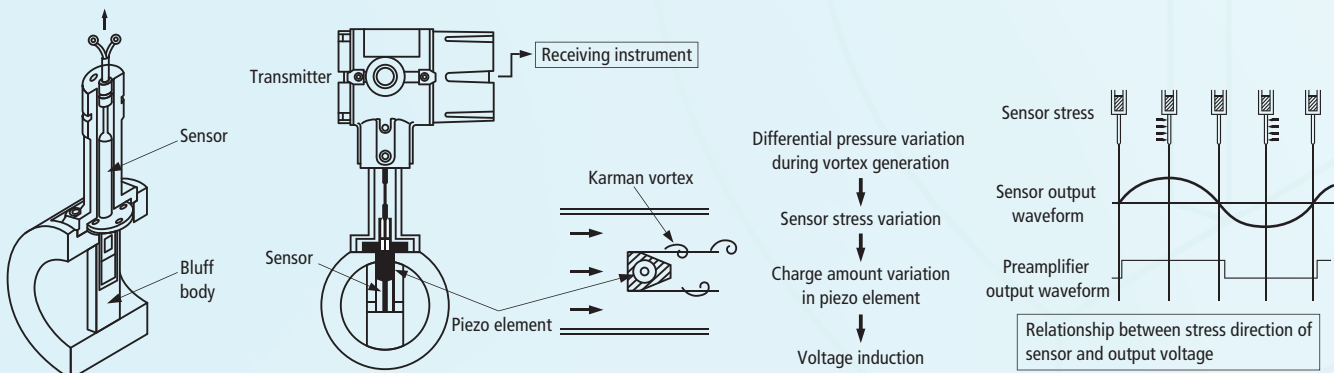 Sensor
Bluff
body
Transmitter
Receiving instrument
Sensor
Piezo element
Karman vortex
Differential pressure variation
during vortex generation
Sensor stress variation
Charge amount variation
in piezo element
Voltage induction
Sensor stress
Sensor output
waveform
Preamplifier
output waveform
Relationship between stress direction of
sensor and output voltage